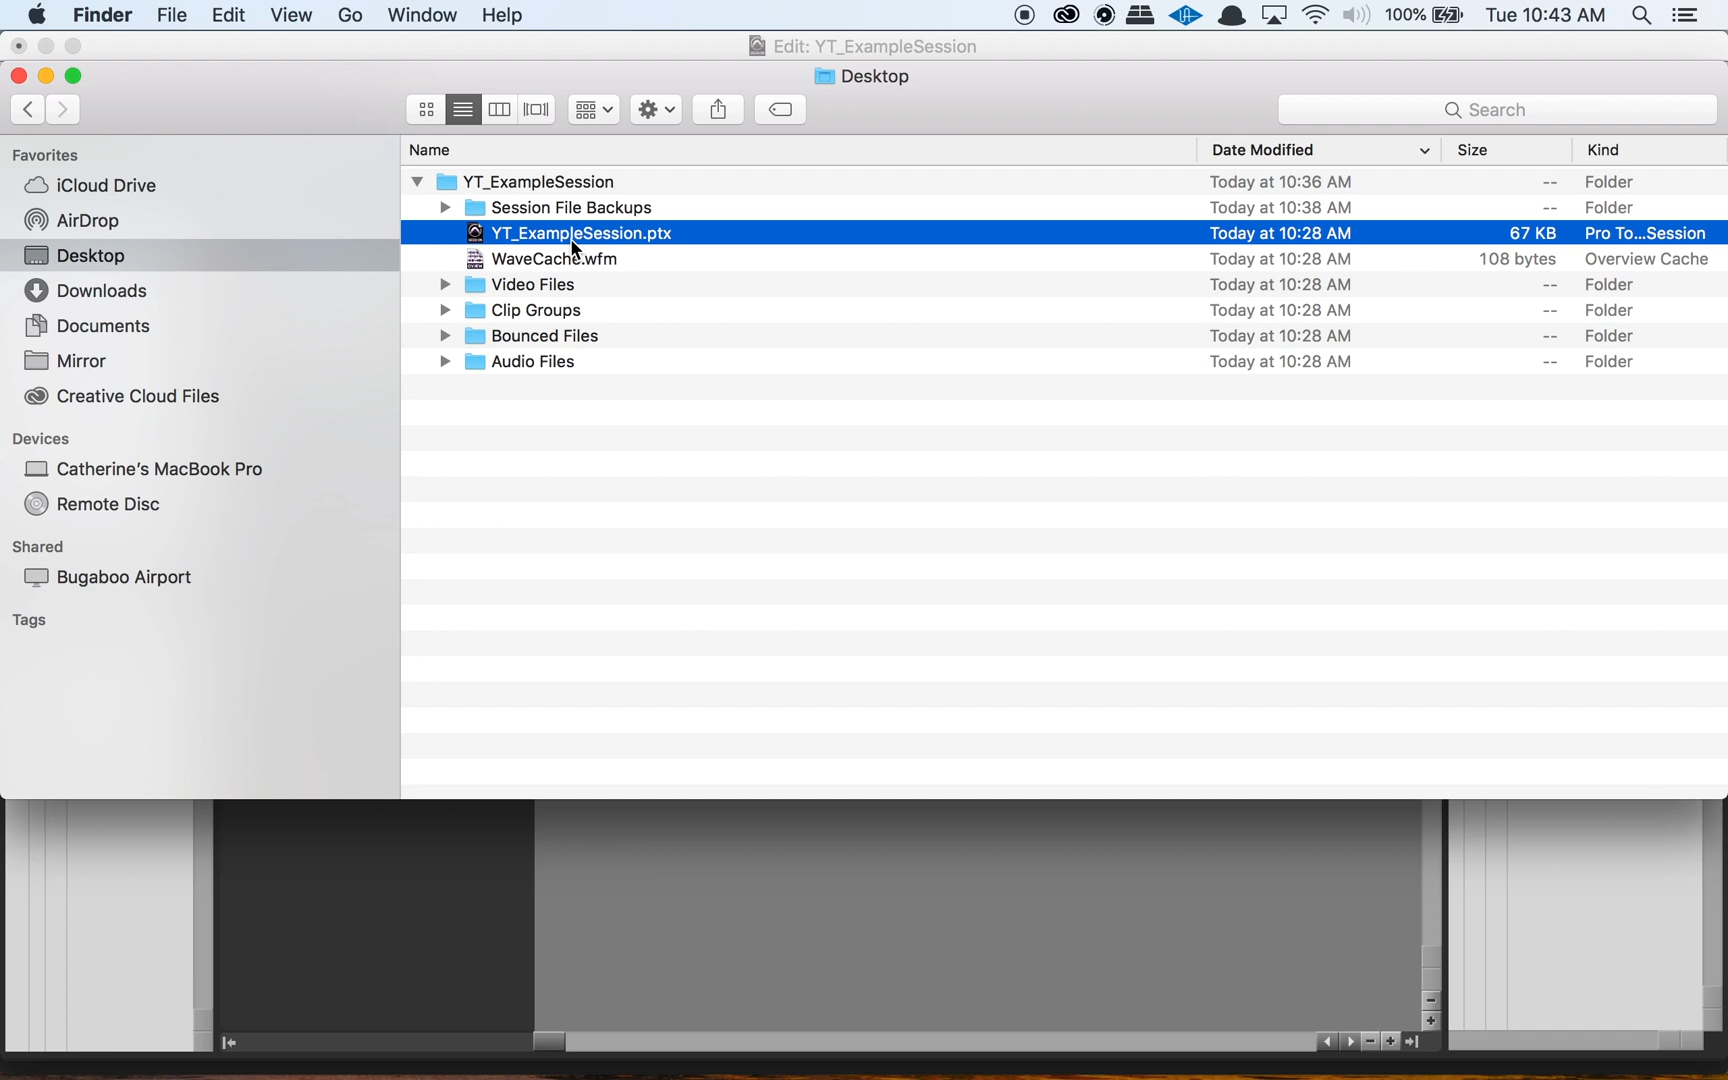 Finder File Edit View Go Window Help 100% Tue 10:43 AM
Edit: YT_ExampleSession
Desktop
Search
Favorites
iCloud Drive
AirDrop
Desktop
Downloads
Documents
Mirror
Creative Cloud Files
Devices
Catherine's MacBook Pro
Remote Disc
Shared
Bugaboo Airport
Tags
Name Date Modified Size Kind
YT_ExampleSession Today at 10:36 AM -- Folder
Session File Backups Today at 10:38 AM -- Folder
YT_ExampleSession.ptx Today at 10:28 AM 67 KB Pro To...Session
WaveCache.wfm Today at 10:28 AM 108 bytes Overview Cache
Video Files Today at 10:28 AM -- Folder
Clip Groups Today at 10:28 AM -- Folder
Bounced Files Today at 10:28 AM -- Folder
Audio Files Today at 10:28 AM -- Folder